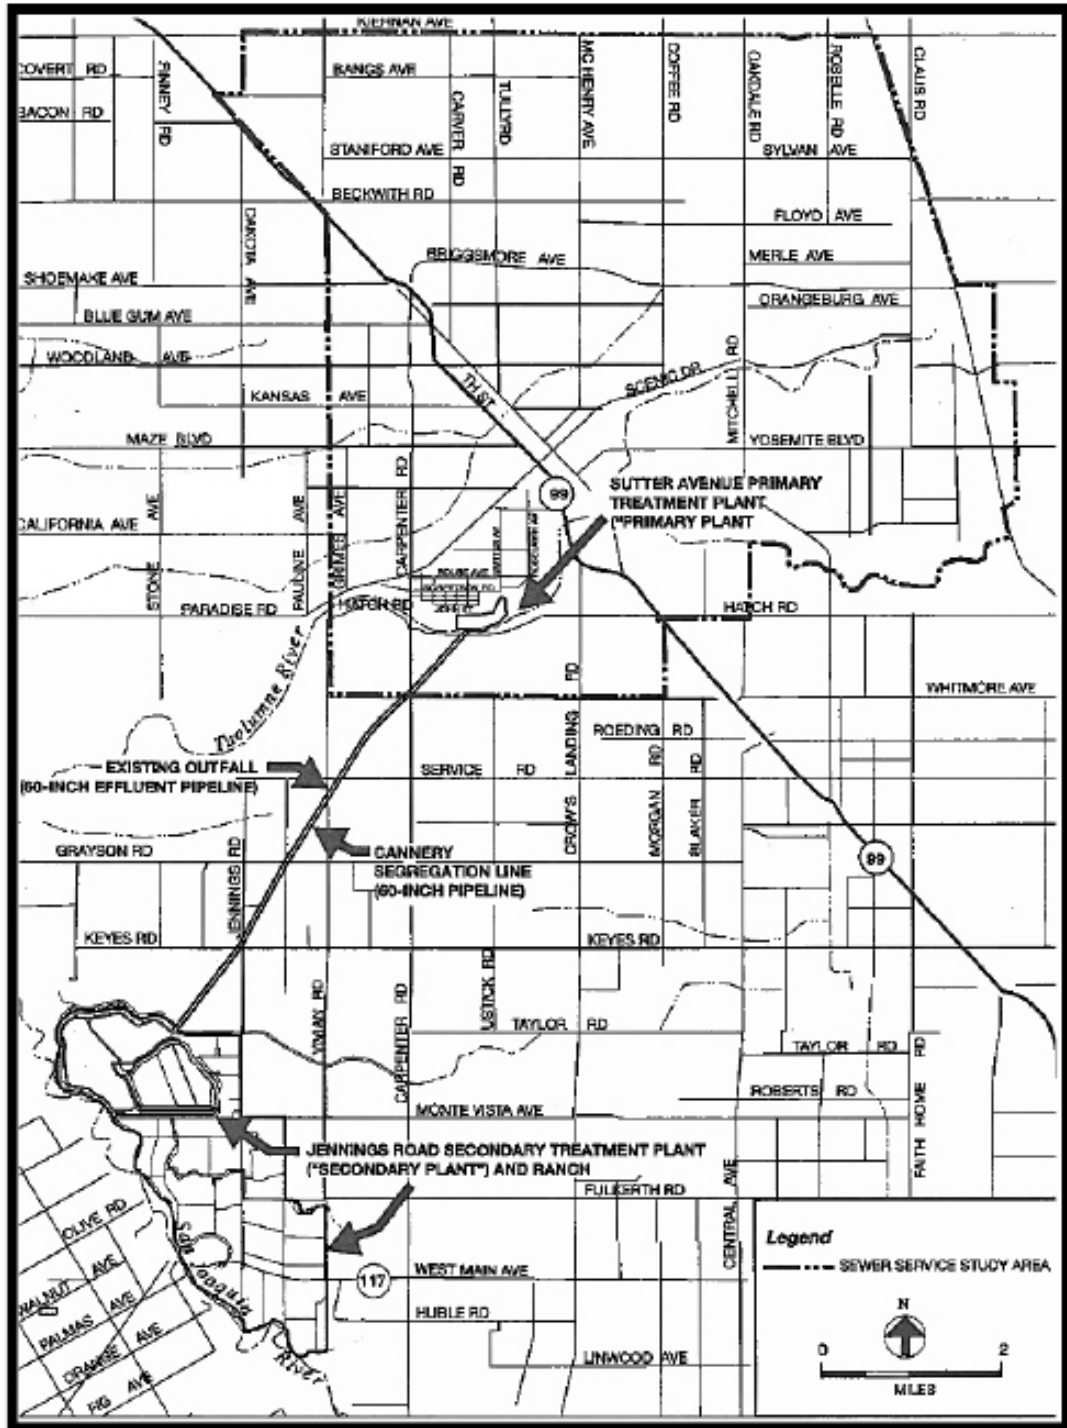 KIERNAN AVE
COVERT RD
FINNEY RD
BANGS AVE
CARVER RD
TULLY RD
MC HENRY AVE
COFFEE RD
OAKDALE RD
ROSELLE RD
CLAUS RD
BACON RD
STANIFORD AVE
SYLVAN AVE
BECKWITH RD
DAKOTA AVE
FLOYD AVE
BRIGGSMORE AVE
MERLE AVE
SHOEMAKE AVE
ORANGEBURG AVE
BLUE GUM AVE
WOODLAND AVE
KANSAS AVE
TH ST
SCENIC DR
MITCHELL RD
MAZE BLVD
YOSEMITE BLVD
99
SUTTER AVENUE PRIMARY
TREATMENT PLANT
("PRIMARY PLANT
CALIFORNIA AVE
STONE AVE
PAULINE AVE
GRIMES AVE
CARPENTER RD
PARADISE RD
HATCH RD
HATCH RD
Tuolumne River
WHITMORE AVE
ROEDING RD
EXISTING OUTFALL
(60-INCH EFFLUENT PIPELINE)
SERVICE RD
CROW'S LANDING RD
MORGAN RD
BLAKER RD
GRAYSON RD
JENNINGS RD
CANNERY
SEGREGATION LINE
(60-INCH PIPELINE)
99
KEYES RD
KEYES RD
VIVIAN RD
CARPENTER RD
USTICK RD
TAYLOR RD
TAYLOR RD
ROBERTS RD
FAITH HOME RD
MONTE VISTA AVE
JENNINGS ROAD SECONDARY TREATMENT PLANT
("SECONDARY PLANT") AND RANCH
FULKERTH RD
CENTRAL AVE
OLIVE RD
San Joaquin River
WALNUT AVE
PALMAS AVE
ORANGE AVE
FIG AVE
117
WEST MAIN AVE
HUBLE RD
LINWOOD AVE
Legend
SEWER SERVICE STUDY AREA
N
0 2
MILES